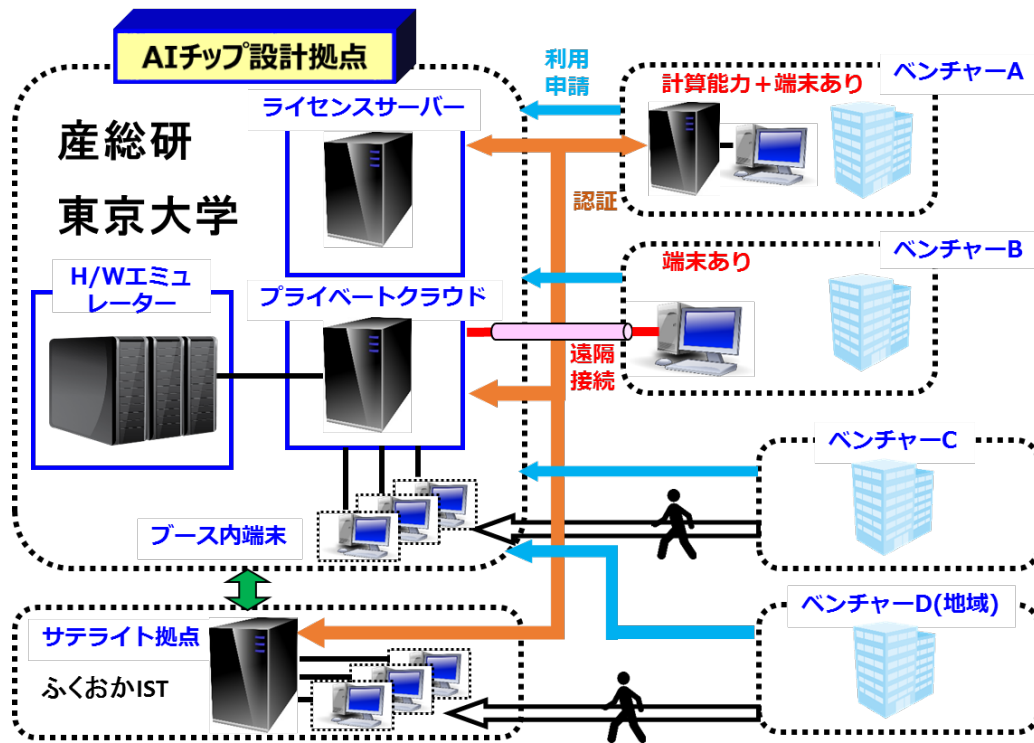 AIチップ設計拠点
産総研
東京大学
ライセンスサーバー
H/Wエミュ
レーター
プライベートクラウド
ブース内端末
利用
申請
認証
遠隔
接続
計算能力＋端末あり
ベンチャーA
端末あり
ベンチャーB
ベンチャーC
ベンチャーD(地域)
サテライト拠点
ふくおかIST